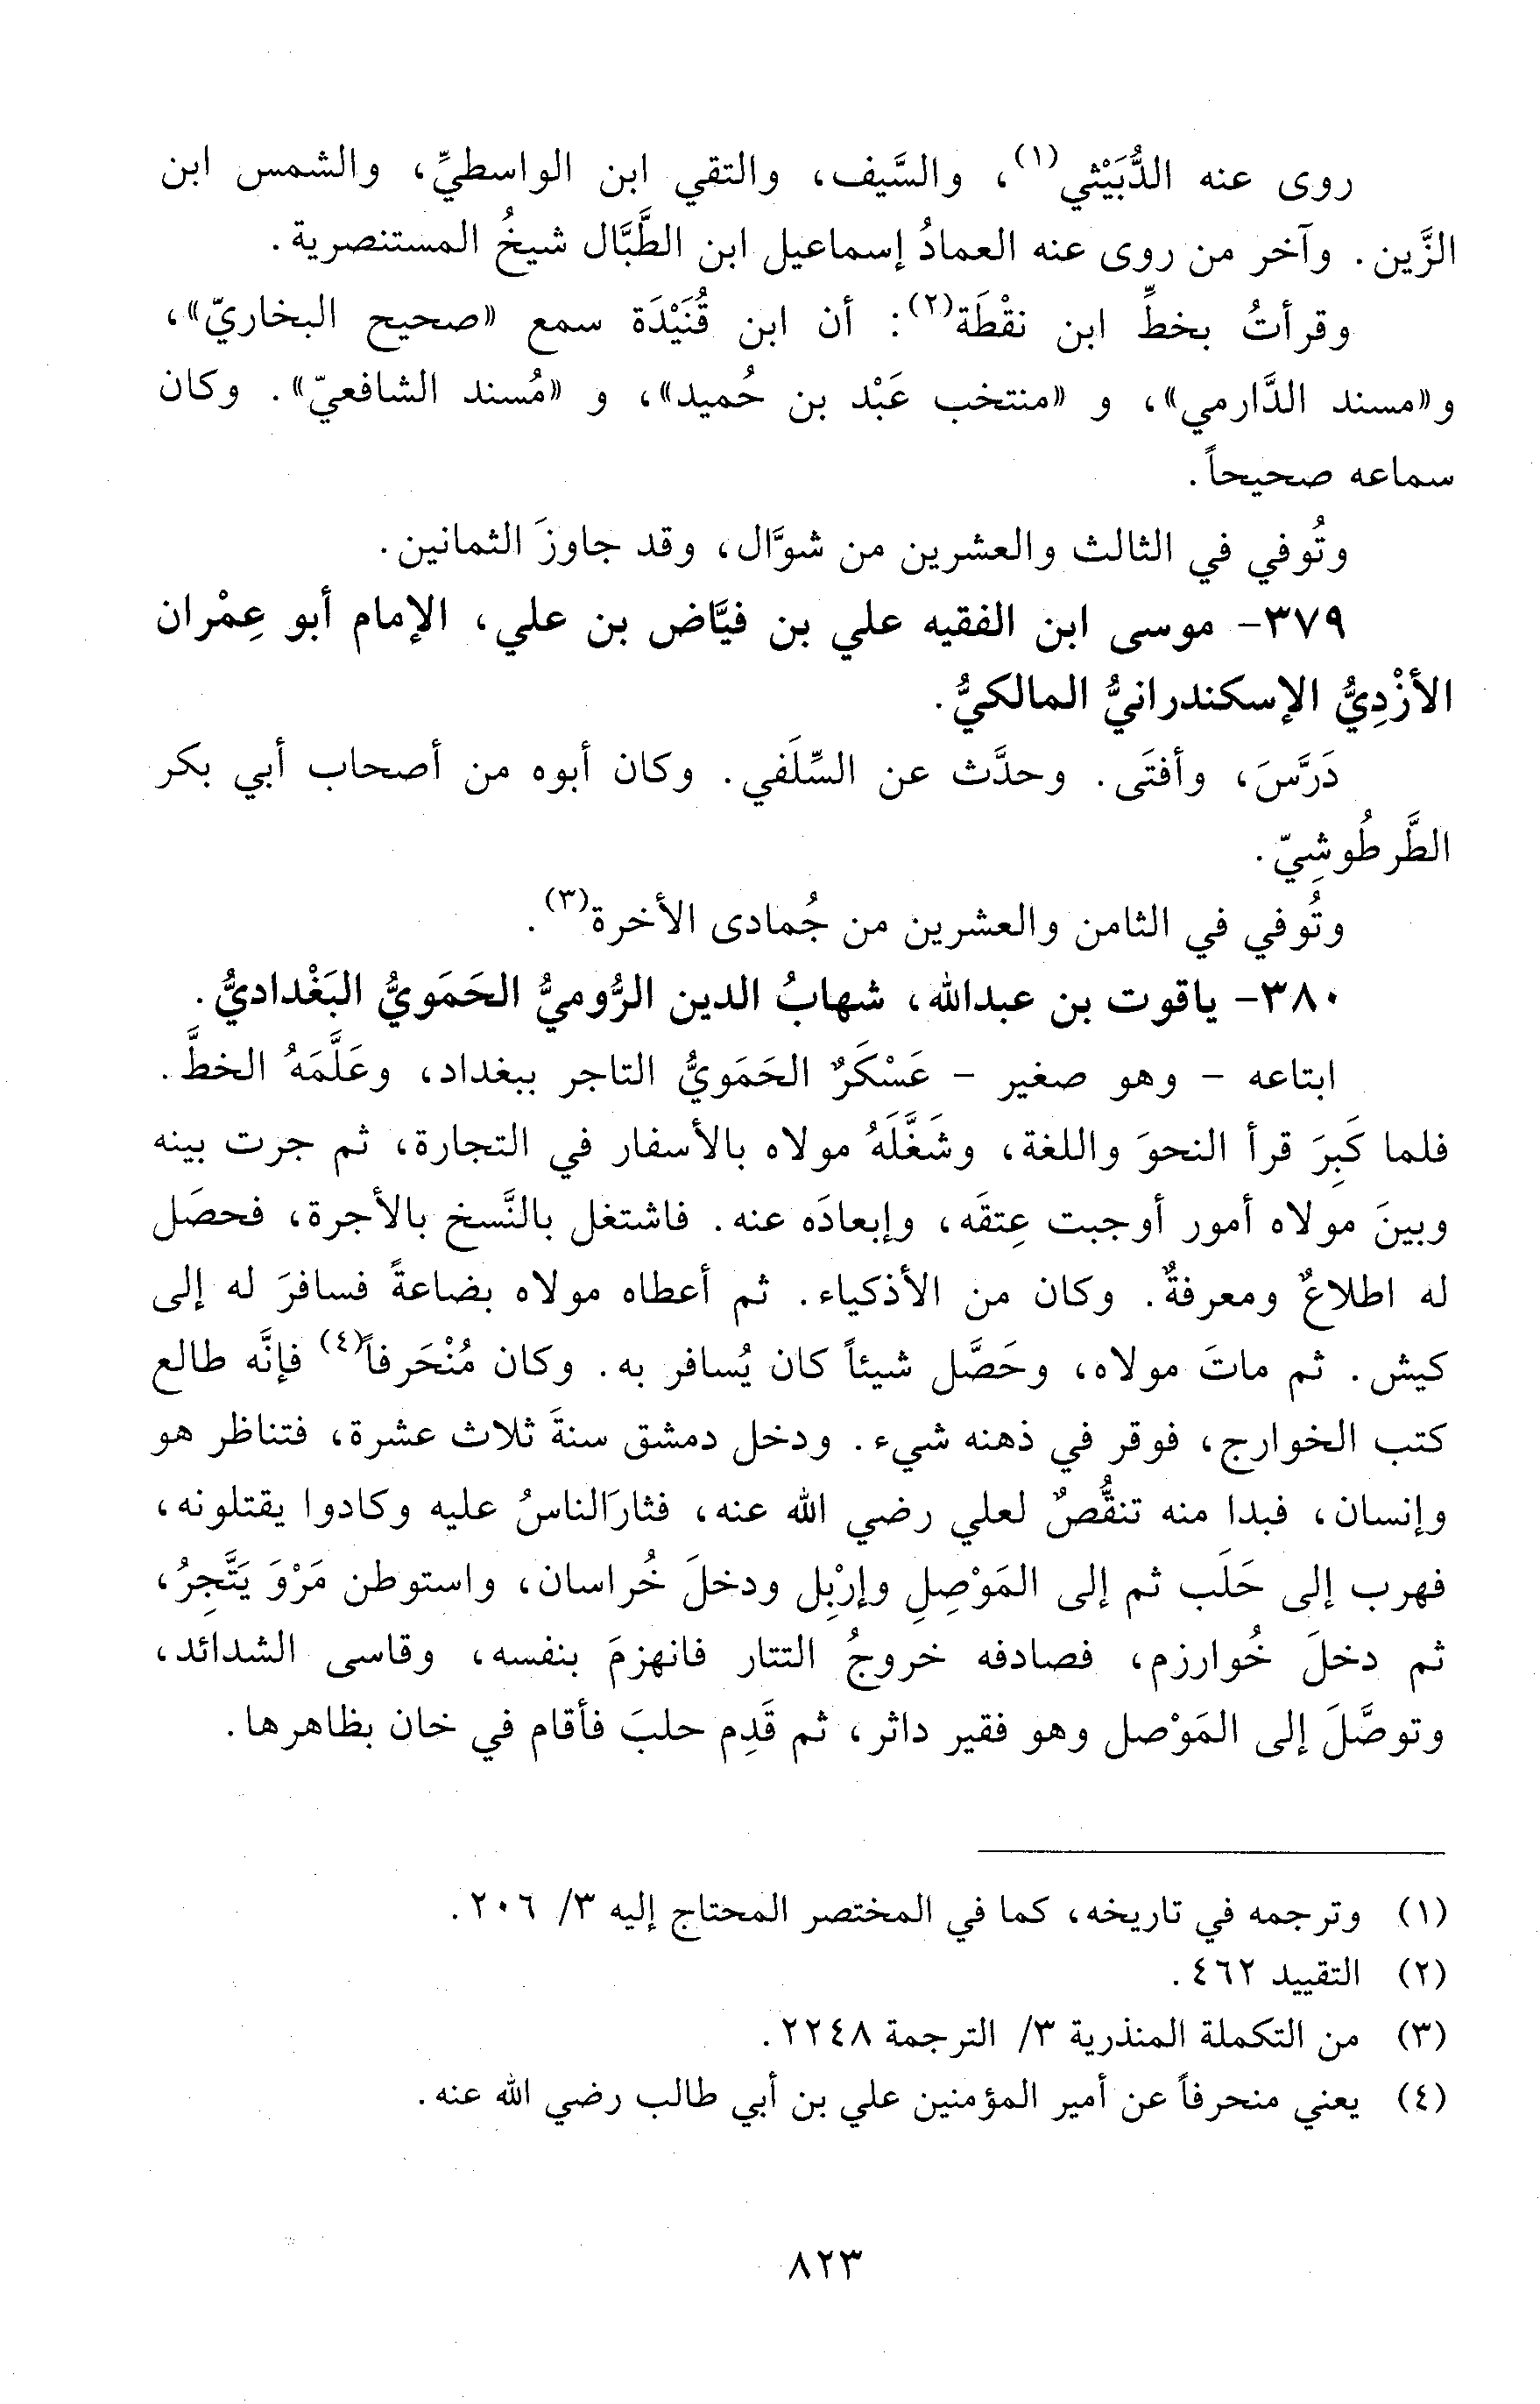 روى عنه الدُّبَيْثي(١)، والسَّيف، والتقي ابن الواسطيِّ، والشمس ابن
الزَّين. وآخر من روى عنه العمادُ إسماعيل ابن الطَّبَّال شيخُ المستنصرية.
وقرأتُ بخطِّ ابن نقْطَة(٢): أن ابن قُنَيْدَة سمع «صحيح البخاريّ»،
و«مسند الدَّارمي»، و «منتخب عَبْد بن حُميد»، و «مُسند الشافعيّ». وكان
سماعه صحيحاً.
وتُوفي في الثالث والعشرين من شوَّال، وقد جاوزَ الثمانين.
٣٧٩- موسى ابن الفقيه علي بن فيَّاض بن علي، الإمام أبو عِمْران
الأزْدِيُّ الإسكندرانيُّ المالكيُّ.
دَرَّسَ، وأفتَى. وحدَّث عن السِّلَفي. وكان أبوه من أصحاب أبي بكر
الطَّرطُوشِيّ.
وتُوفي في الثامن والعشرين من جُمادى الأخرة(٣).
٣٨٠- ياقوت بن عبدالله، شهابُ الدين الرُّوميُّ الحَمَويُّ البَغْداديُّ.
ابتاعه - وهو صغير - عَسْكَرٌ الحَمَويُّ التاجر ببغداد، وعَلَّمَهُ الخطَّ.
فلما كَبِرَ قرأ النحوَ واللغة، وشَغَّلَهُ مولاه بالأسفار في التجارة، ثم جرت بينه
وبينَ مولاه أمور أوجبت عِتقَه، وإبعادَه عنه. فاشتغل بالنَّسخ بالأجرة، فحصَل
له اطلاعٌ ومعرفةٌ. وكان من الأذكياء. ثم أعطاه مولاه بضاعةً فسافرَ له إلى
كيش. ثم ماتَ مولاه، وحَصَّل شيئاً كان يُسافر به. وكان مُنْحَرفاً(٤) فإنَّه طالع
كتب الخوارج، فوقر في ذهنه شيء. ودخل دمشق سنةَ ثلاث عشرة، فتناظر هو
وإنسان، فبدا منه تنقُّصٌ لعلي رضي الله عنه، فثارَ الناسُ عليه وكادوا يقتلونه،
فهرب إلى حَلَب ثم إلى المَوْصِلِ وإرْبِل ودخلَ خُراسان، واستوطن مَرْوَ يَتَّجِرُ،
ثم دخلَ خُوارزم، فصادفه خروجُ التتار فانهزمَ بنفسه، وقاسى الشدائد،
وتوصَّلَ إلى المَوْصل وهو فقير داثر، ثم قَدِم حلبَ فأقام في خان بظاهرها.
(١) وترجمه في تاريخه، كما في المختصر المحتاج إليه ٣/ ٢٠٦.
(٢) التقييد ٤٦٢.
(٣) من التكملة المنذرية ٣/ الترجمة ٢٢٤٨.
(٤) يعني منحرفاً عن أمير المؤمنين علي بن أبي طالب رضي الله عنه.
٨٢٣